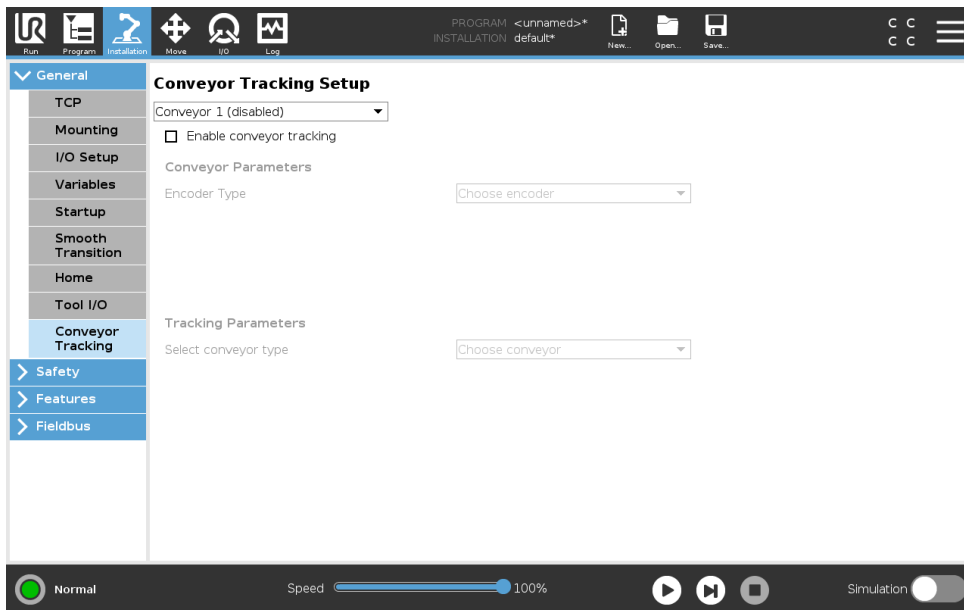 PROGRAM <unnamed>*
INSTALLATION default*
C C
C C
Run Program Installation Move I/O Log New... Open... Save...
General
TCP
Mounting
I/O Setup
Variables
Startup
Smooth
Transition
Home
Tool I/O
Conveyor
Tracking
Safety
Features
Fieldbus
Conveyor Tracking Setup
Conveyor 1 (disabled)
Enable conveyor tracking
Conveyor Parameters
Encoder Type Choose encoder
Tracking Parameters
Select conveyor type Choose conveyor
Normal Speed 100% Simulation